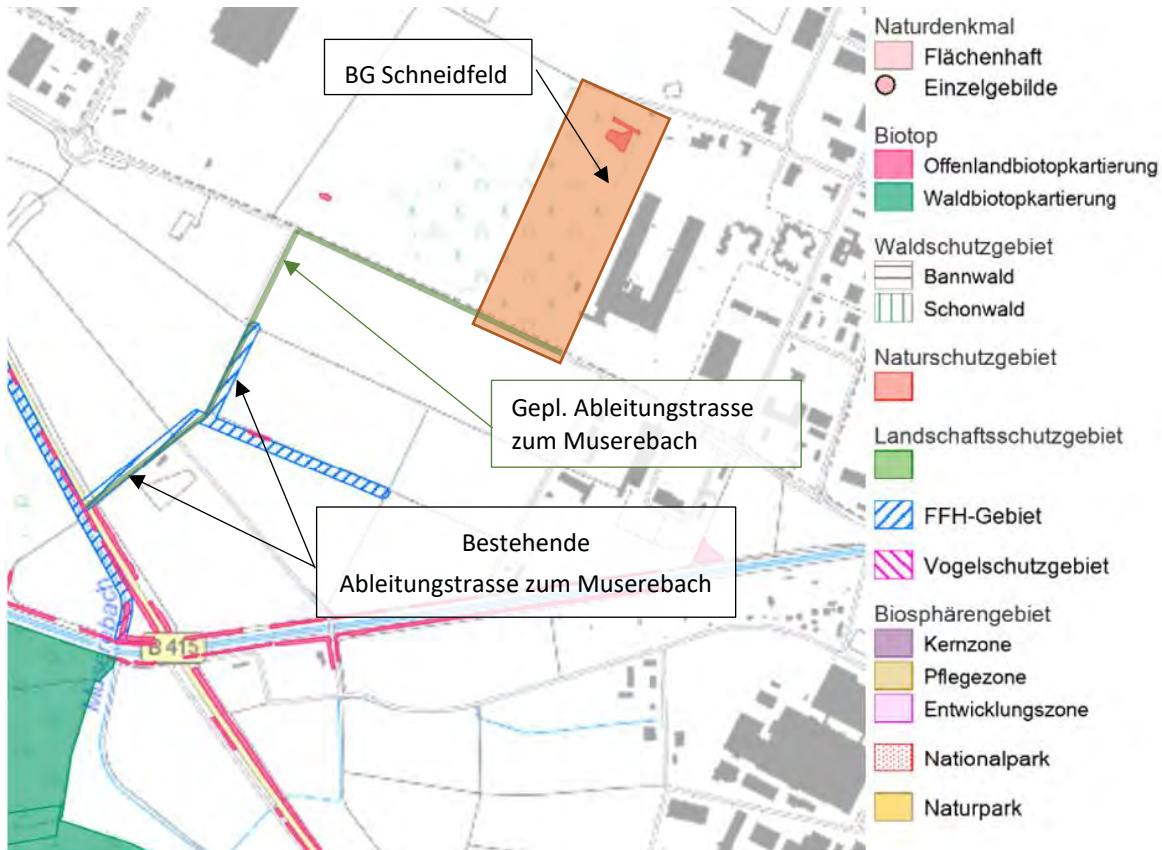 BG Schneidfeld
Gepl. Ableitungstrasse
zum Muserebach
Bestehende
Ableitungstrasse zum Muserebach
B 415
Naturdenkmal
Flächenhaft
Einzelgebilde
Biotop
Offenlandbiotopkartierung
Waldbiotopkartierung
Waldschutzgebiet
Bannwald
Schonwald
Naturschutzgebiet
Landschaftsschutzgebiet
FFH-Gebiet
Vogelschutzgebiet
Biosphärengebiet
Kernzone
Pflegezone
Entwicklungszone
Nationalpark
Naturpark